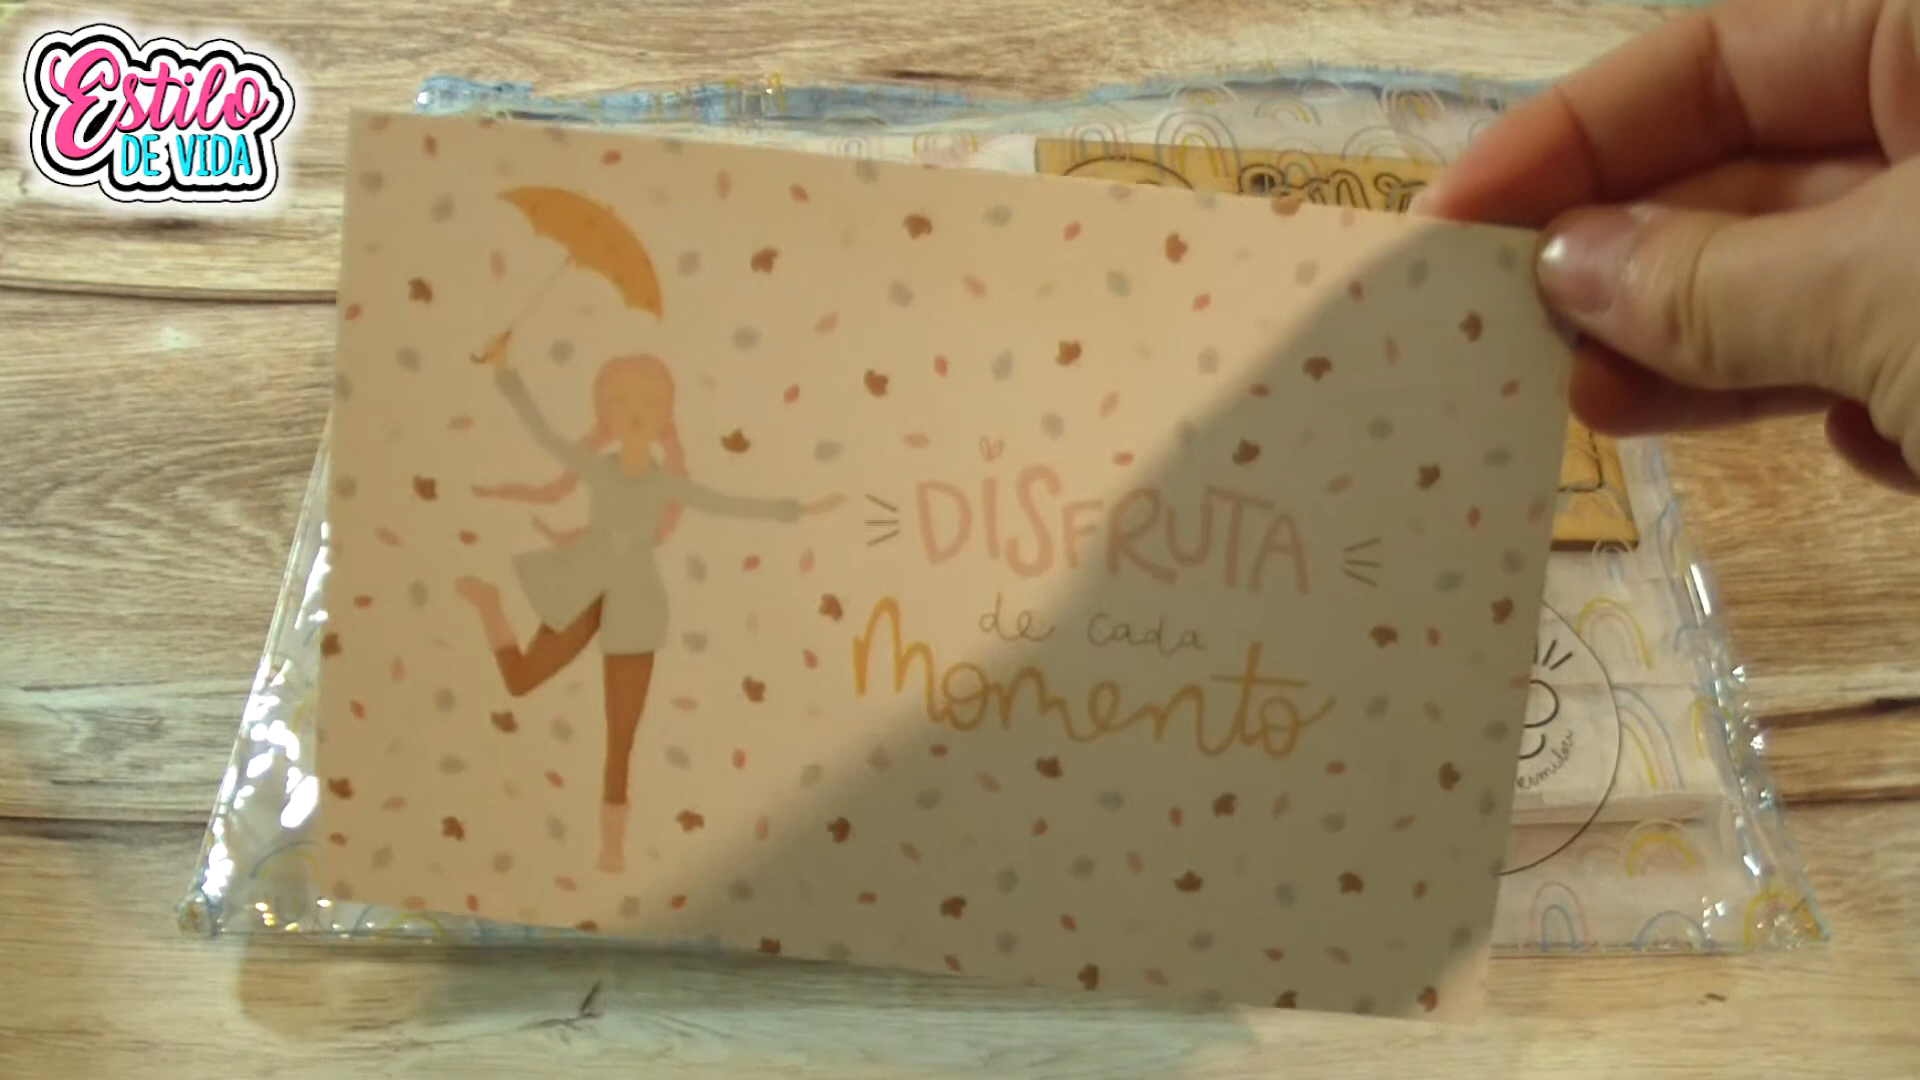 Estilo
DE VIDA
DISFRUTA
de cada
Momento